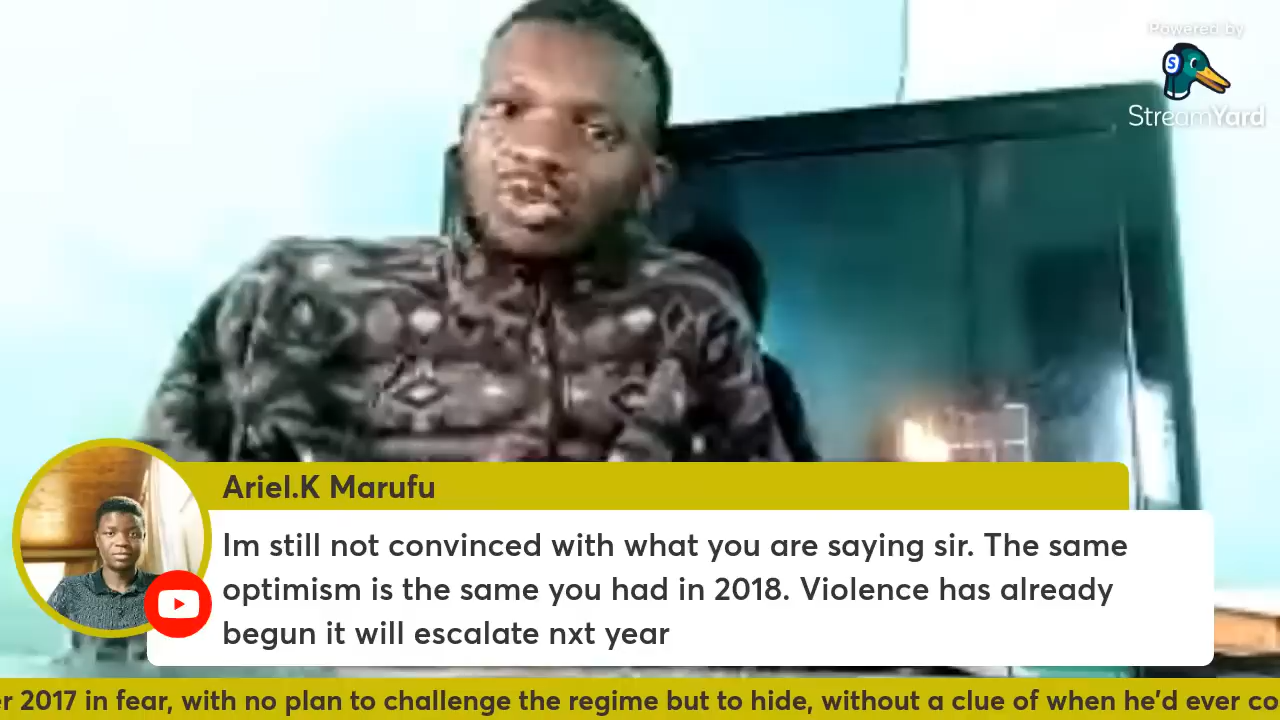 Powered by
S
StreamYard
Ariel.K Marufu
Im still not convinced with what you are saying sir. The same
optimism is the same you had in 2018. Violence has already
begun it will escalate nxt year
2017 in fear, with no plan to challenge the regime but to hide, without a clue of when he'd ever